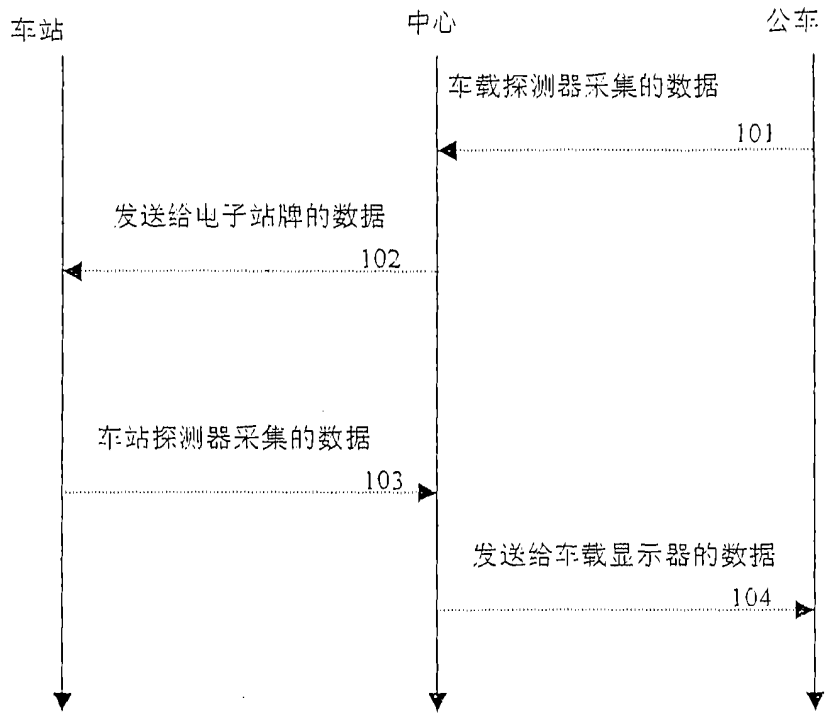 车站
中心
公车
车载探测器采集的数据
101
发送给电子站牌的数据
102
车站探测器采集的数据
103
发送给车载显示器的数据
104